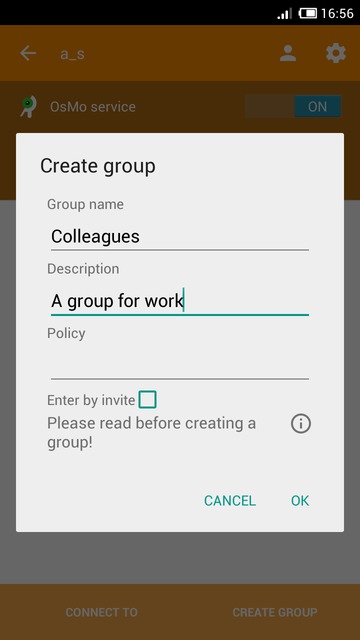 16:56
a_s
OsMo service
ON
Create group
Group name
Colleagues
Description
A group for work
Policy
Enter by invite
Please read before creating a
group!
CANCEL
OK
CONNECT TO
CREATE GROUP